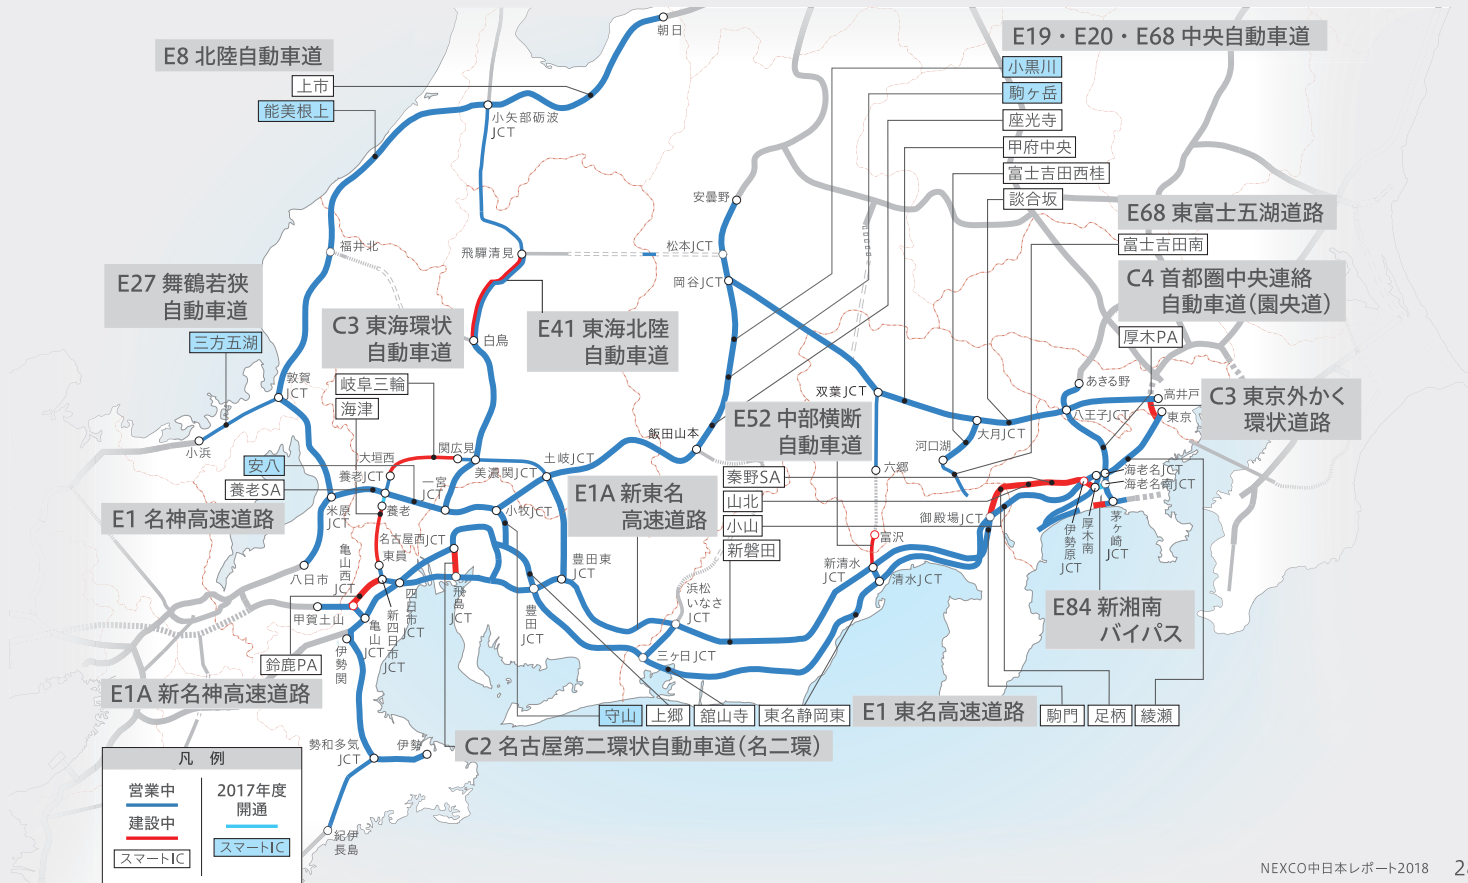 朝日
E19・E20・E68 中央自動車道
E8 北陸自動車道
上市
能美根上
小矢部砺波
JCT
小黒川
駒ヶ岳
座光寺
甲府中央
富士吉田西桂
談合坂
安曇野
E68 東富士五湖道路
富士吉田南
福井北
飛騨清見
松本JCT
岡谷JCT
E27 舞鶴若狭
自動車道
三方五湖
C4 首都圏中央連絡
自動車道(圏央道)
厚木PA
C3 東海環状
自動車道
E41 東海北陸
自動車道
白鳥
敦賀
JCT
岐阜三輪
海津
双葉JCT
あきる野
高井戸
東京
八王子JCT
C3 東京外かく
環状道路
E52 中部横断
自動車道
大月JCT
河口湖
小浜
飯田山本
関広見
大垣西
美濃関JCT
土岐JCT
安八
養老JCT
養老SA
一宮
JCT
六郷
秦野SA
山北
小山
新磐田
海老名JCT
海老名南JCT
E1A 新東名
高速道路
E1 名神高速道路
米原
JCT
養老
小牧JCT
御殿場JCT
伊勢原
JCT
厚木南
茅ヶ崎
JCT
名古屋西JCT
東員
亀山西
JCT
富沢
新清水
JCT
清水JCT
豊田東
JCT
八日市
飛島
JCT
四日市
JCT
新四日市
JCT
豊田
JCT
浜松
いなさ
JCT
甲賀土山
亀山
JCT
伊勢関
E84 新湘南
バイパス
三ヶ日JCT
鈴鹿PA
E1A 新名神高速道路
守山
上郷
舘山寺
東名静岡東
E1 東名高速道路
駒門
足柄
綾瀬
C2 名古屋第二環状自動車道(名二環)
勢和多気
JCT
伊勢
紀伊
長島
凡 例
営業中
建設中
スマートIC
2017年度
開通
スマートIC
NEXCO中日本レポート2018